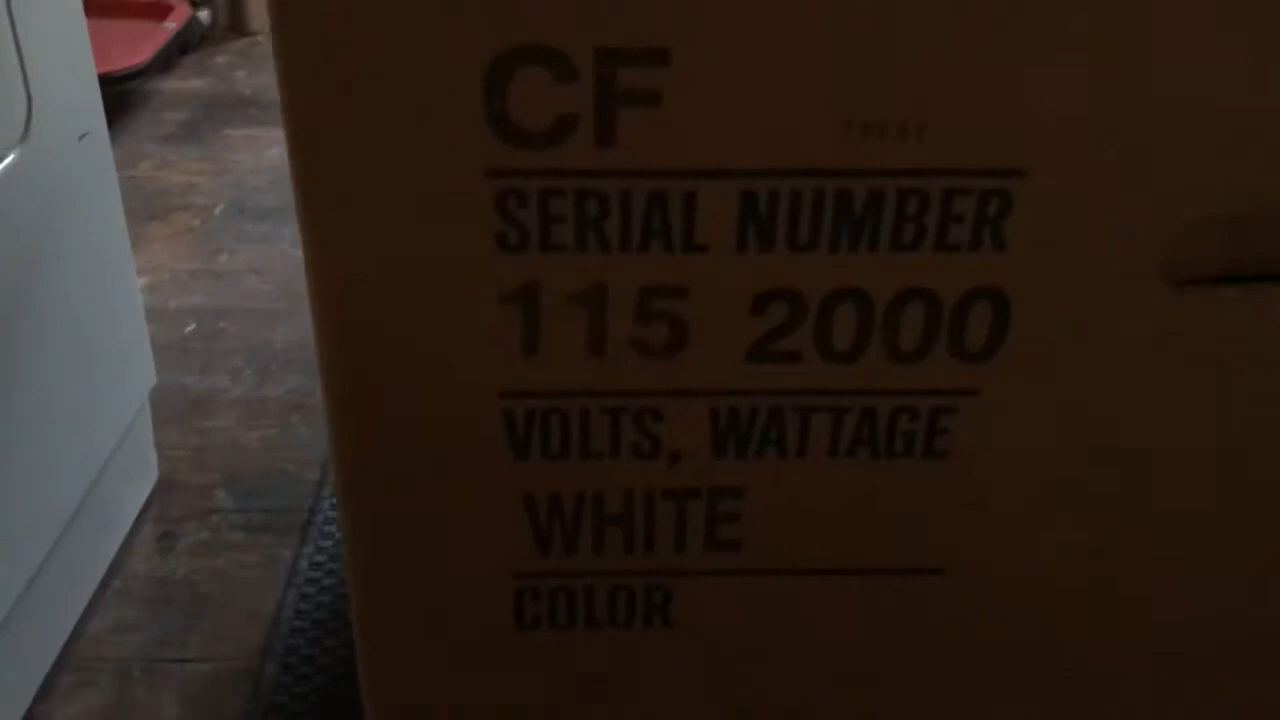 CF
SERIAL NUMBER
115 2000
VOLTS, WATTAGE
WHITE
COLOR